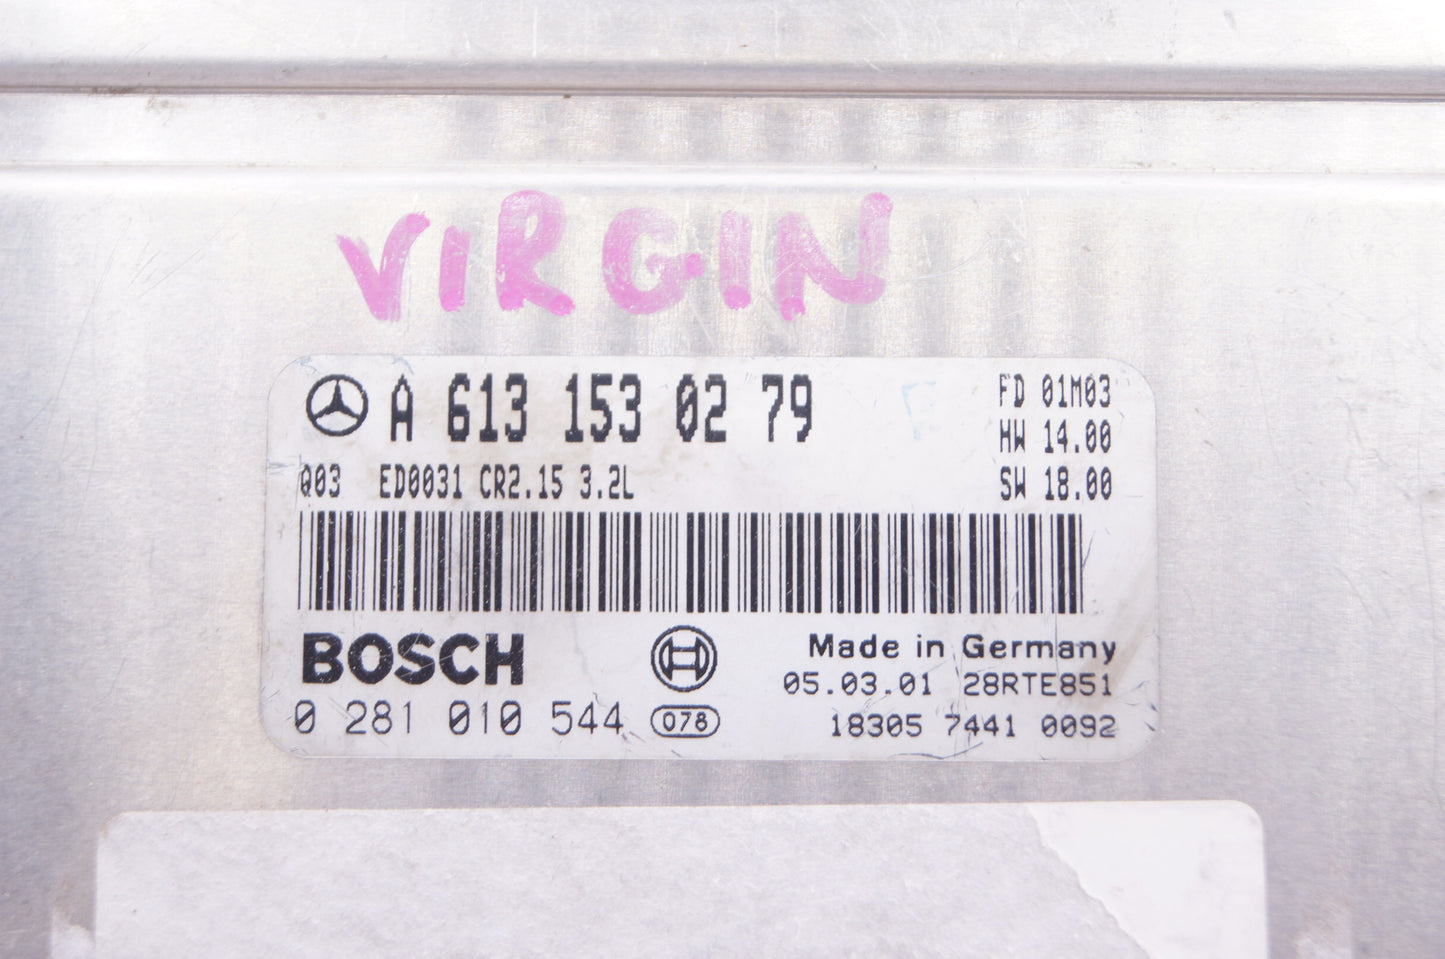 VIRGIN
A 613 153 02 79
FD 01M03
HW 14.00
Q03 ED0031 CR2.15 3.2L
SW 18.00
BOSCH
Made in Germany
05.03.01 28RTE851
0 281 010 544 078
18305 7441 0092